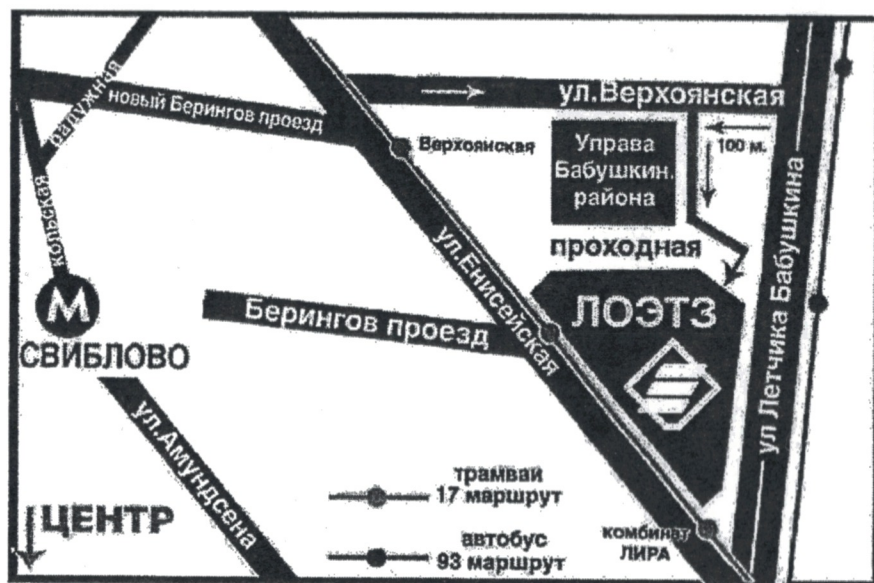 радужная
новый Берингов проезд
кольская
М
СВИБЛОВО
ул.Верхоянская
100 м.
Верхоянская
Управа
Бабушкин.
района
проходная
ул.Енисейская
Берингов проезд
ЛОЭТЗ
ул Летчика Бабушкина
ул.Амундсена
трамвай
17 маршрут
автобус
93 маршрут
комбинат
ЛИРА
ЦЕНТР